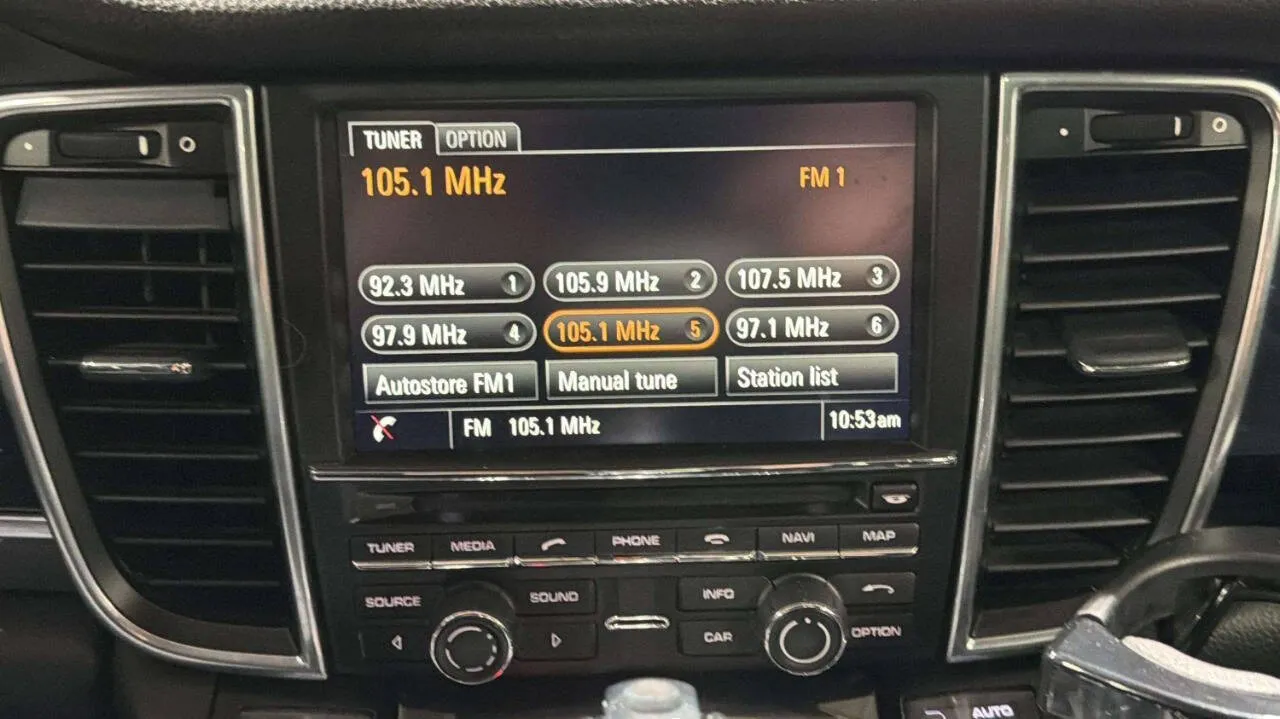 TUNER OPTION
105.1 MHz FM 1
92.3 MHz 1 105.9 MHz 2 107.5 MHz 3
97.9 MHz 4 105.1 MHz 5 97.1 MHz 6
Autostore FM1 Manual tune Station list
FM 105.1 MHz 10:53am
TUNER MEDIA PHONE NAVI MAP
SOURCE SOUND INFO
CAR OPTION
AUTO